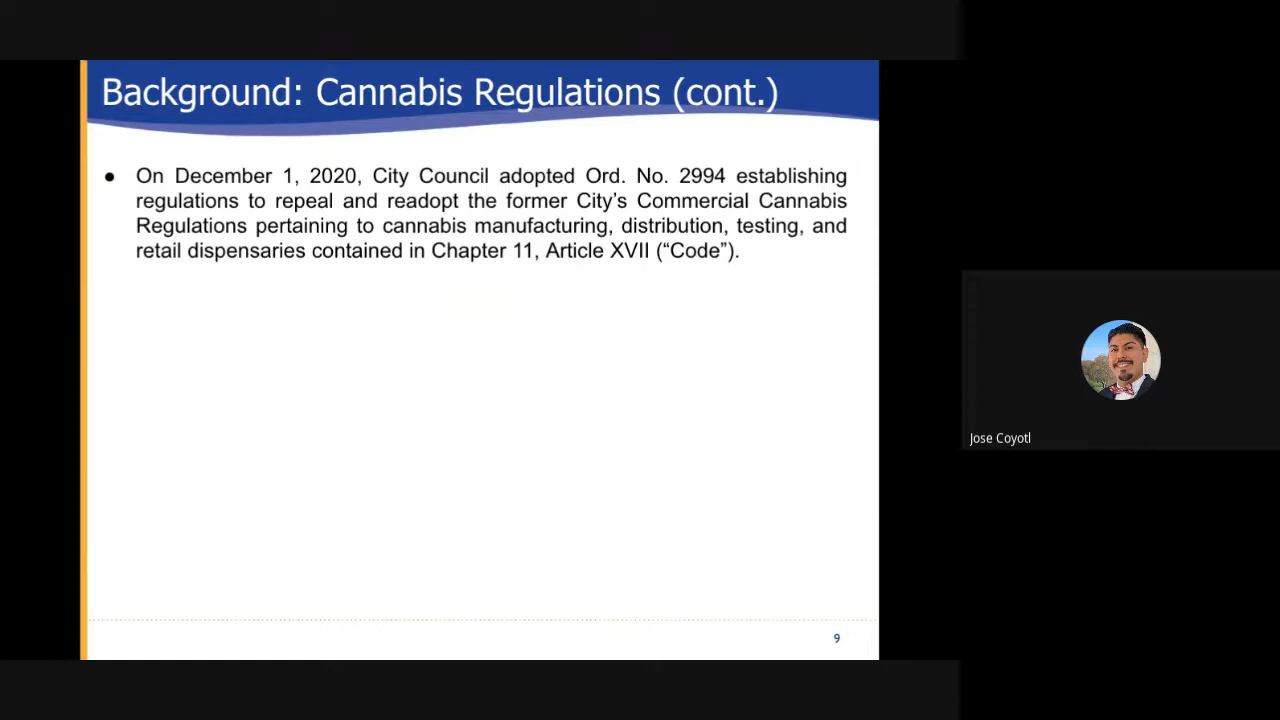 Background: Cannabis Regulations (cont.)
● On December 1, 2020, City Council adopted Ord. No. 2994 establishing
regulations to repeal and readopt the former City’s Commercial Cannabis
Regulations pertaining to cannabis manufacturing, distribution, testing, and
retail dispensaries contained in Chapter 11, Article XVII (“Code”).
Jose Coyotl
9